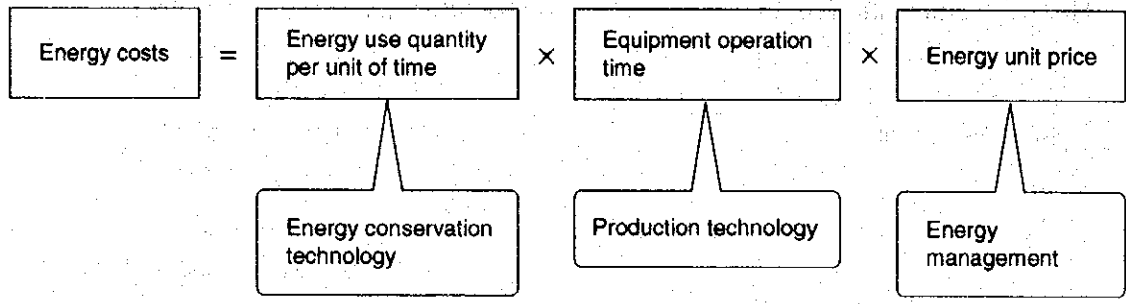 Energy costs
=
Energy use quantity
per unit of time
×
Equipment operation
time
×
Energy unit price
Energy conservation
technology
Production technology
Energy
management